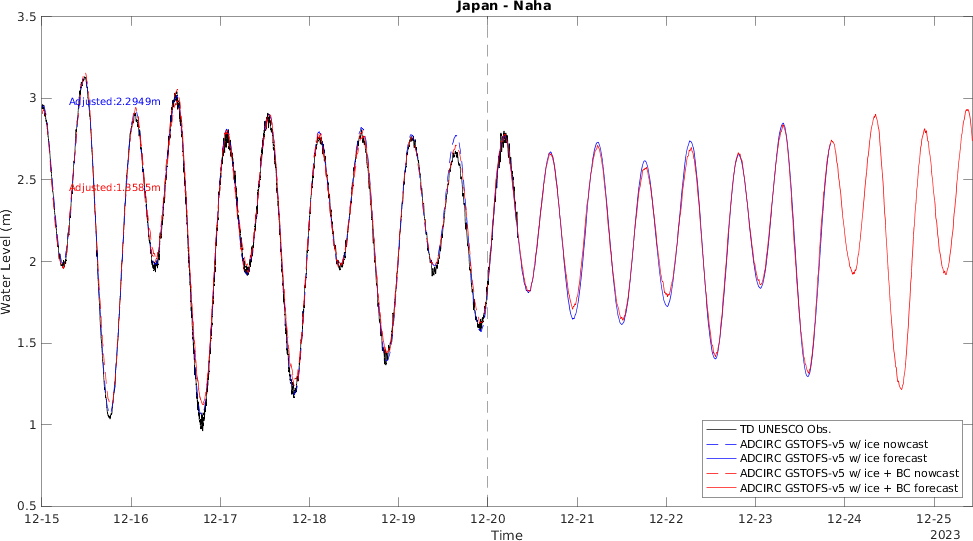 Japan - Naha
3.5
3
2.5
2
1.5
1
0.5
Water Level (m)
Adjusted:2.2949m
Adjusted:1.3585m
TD UNESCO Obs.
ADCIRC GSTOFS-v5 w/ ice nowcast
ADCIRC GSTOFS-v5 w/ ice forecast
ADCIRC GSTOFS-v5 w/ ice + BC nowcast
ADCIRC GSTOFS-v5 w/ ice + BC forecast
12-15 12-16 12-17 12-18 12-19 12-20 12-21 12-22 12-23 12-24 12-25
Time
2023